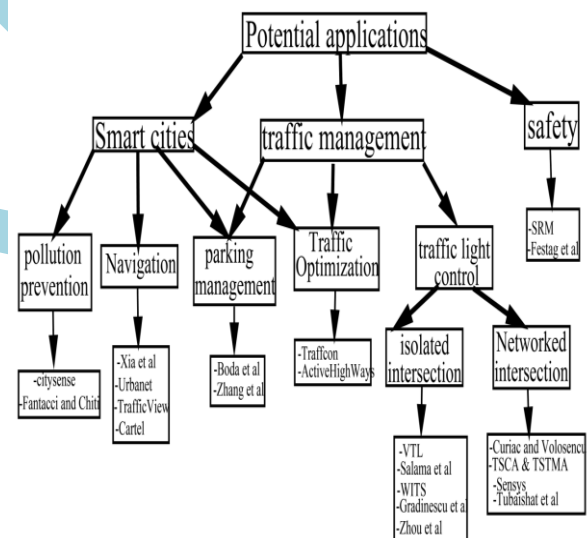 Potential applications
Smart cities
traffic management
safety
pollution
prevention
Navigation
parking
management
Traffic
Optimization
traffic light
control
-SRM
-Festag et al
-citysense
-Fantacci and Chiti
-Xia et al
-Urbanet
-TrafficView
-Cartel
-Boda et al
-Zhang et al
-Traffcon
-ActiveHighWays
isolated
intersection
Networked
intersection
-VTL
-Salama et al
-WITS
-Gradinescu et al
-Zhou et al
-Curiac and Volosencu
-TSCA & TSTMA
-Sensys
-Tubaishat et al